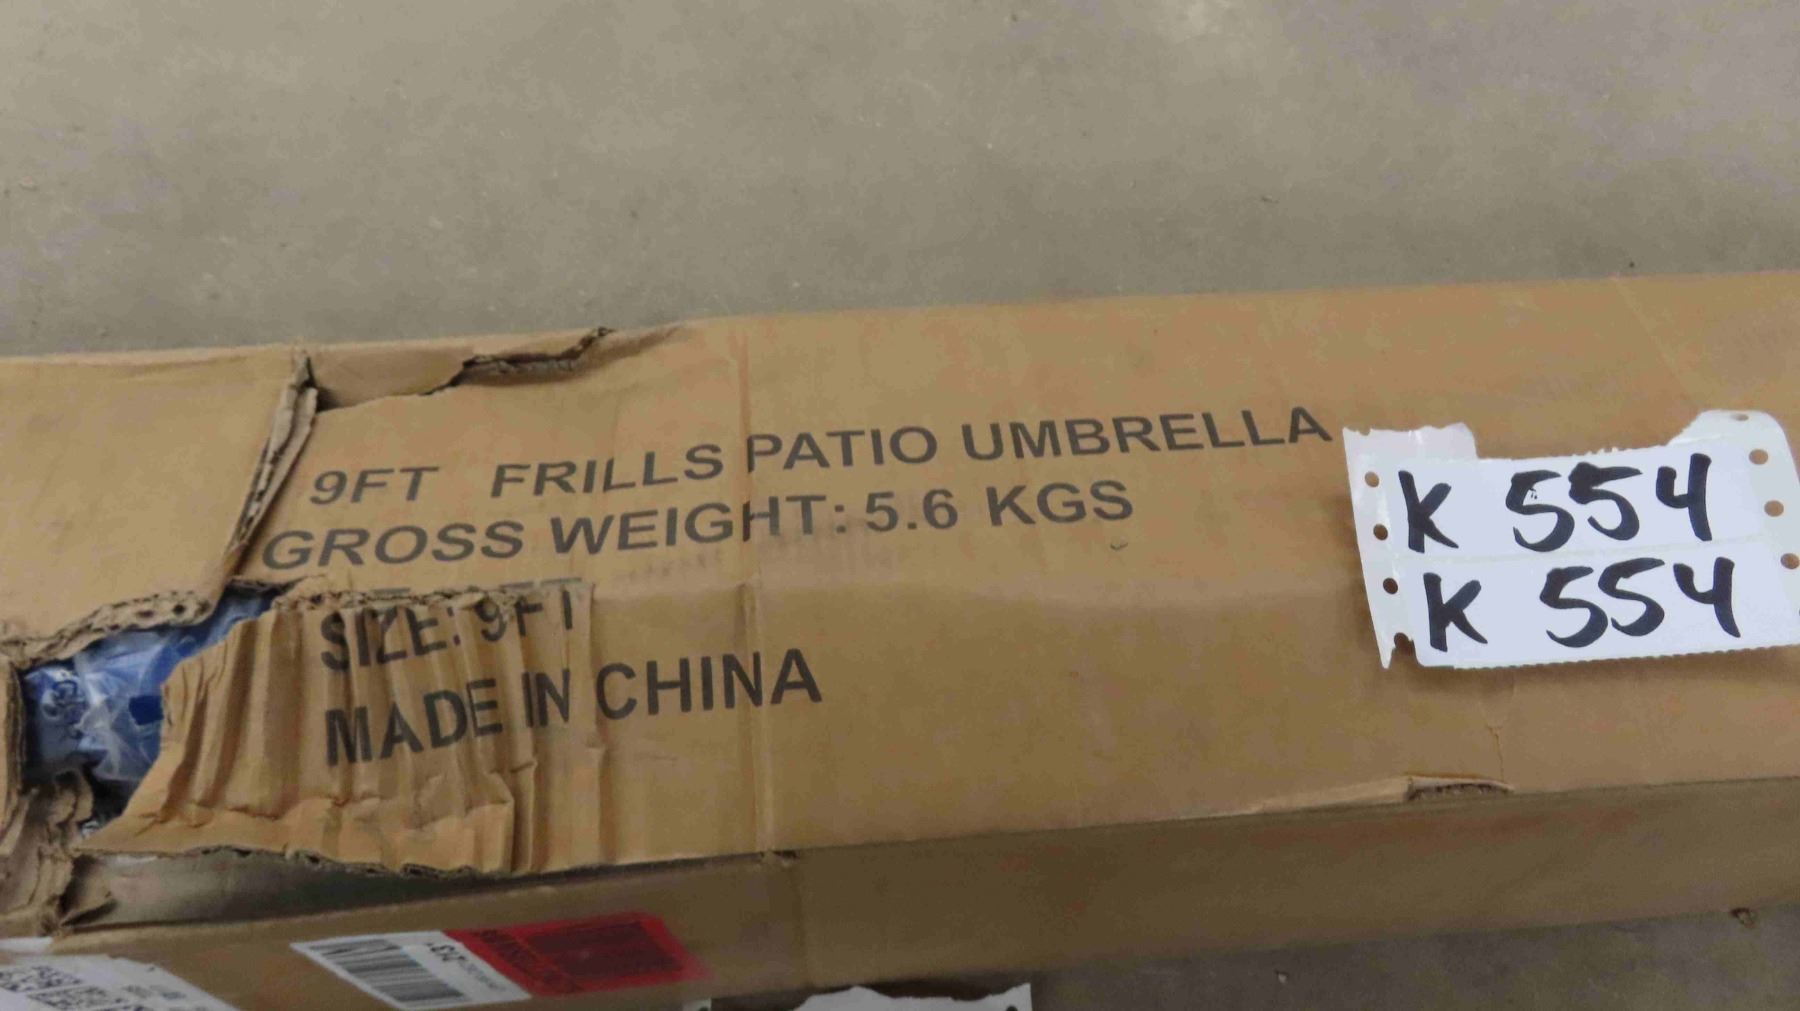 9FT FRILLS PATIO UMBRELLA
GROSS WEIGHT: 5.6 KGS
SIZE: 9FT
MADE IN CHINA
K 554
K 554